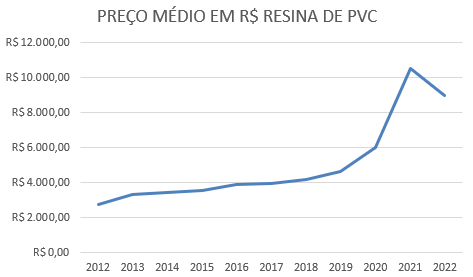 PREÇO MÉDIO EM R$ RESINA DE PVC
R$ 12.000,00
R$ 10.000,00
R$ 8.000,00
R$ 6.000,00
R$ 4.000,00
R$ 2.000,00
R$ 0,00
2012 2013 2014 2015 2016 2017 2018 2019 2020 2021 2022